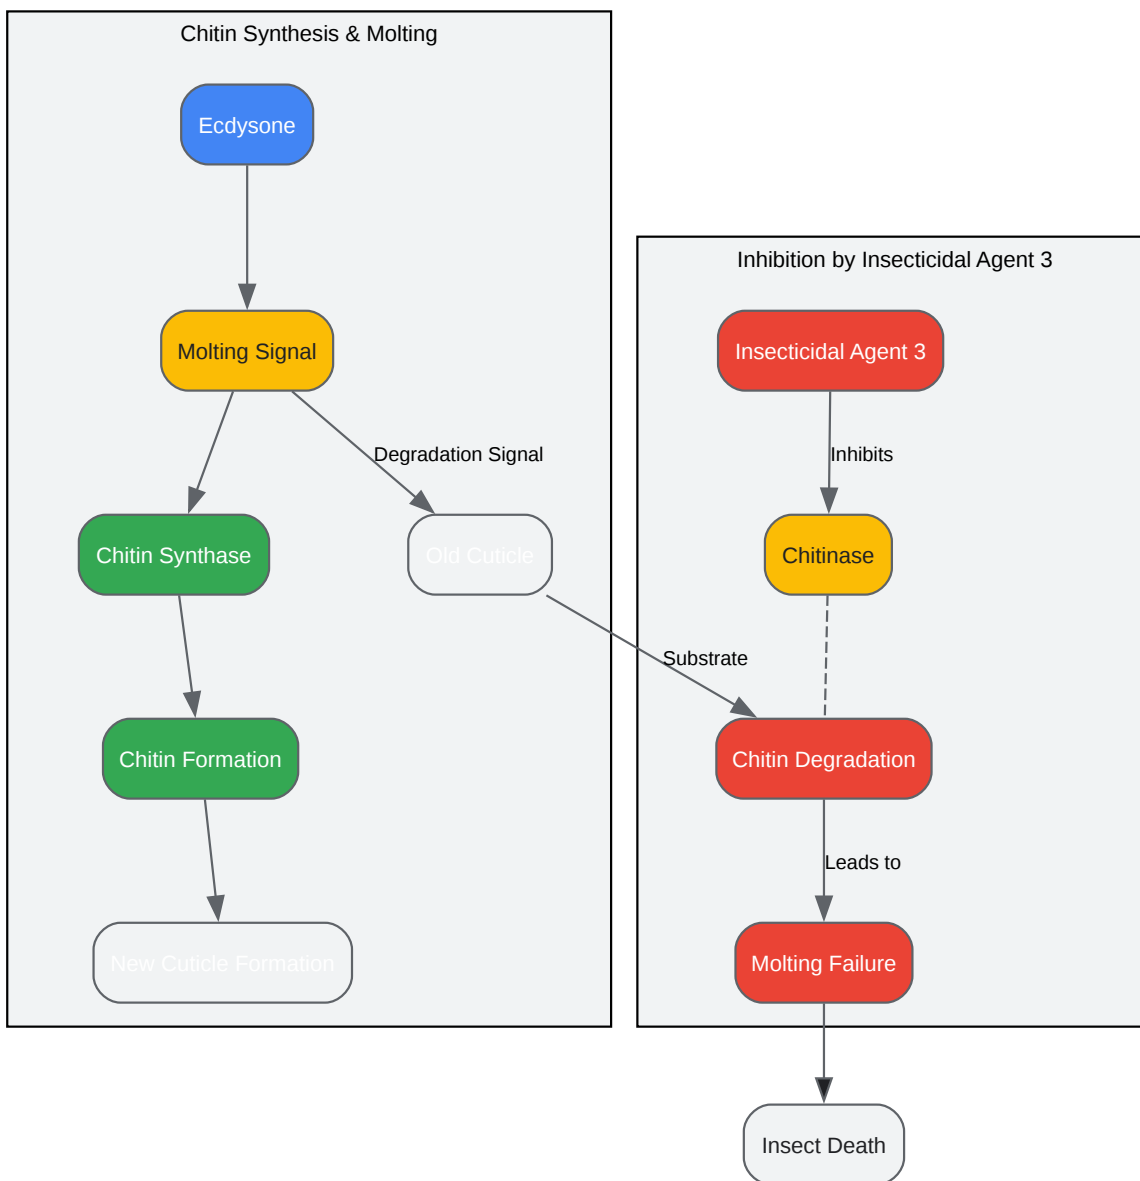 Chitin Synthesis & Molting
Ecdysone
Molting Signal
Degradation Signal
Chitin Synthase
Old Cuticle
Chitin Formation
New Cuticle Formation
Inhibition by Insecticidal Agent 3
Insecticidal Agent 3
Inhibits
Chitinase
Substrate
Chitin Degradation
Leads to
Molting Failure
Insect Death